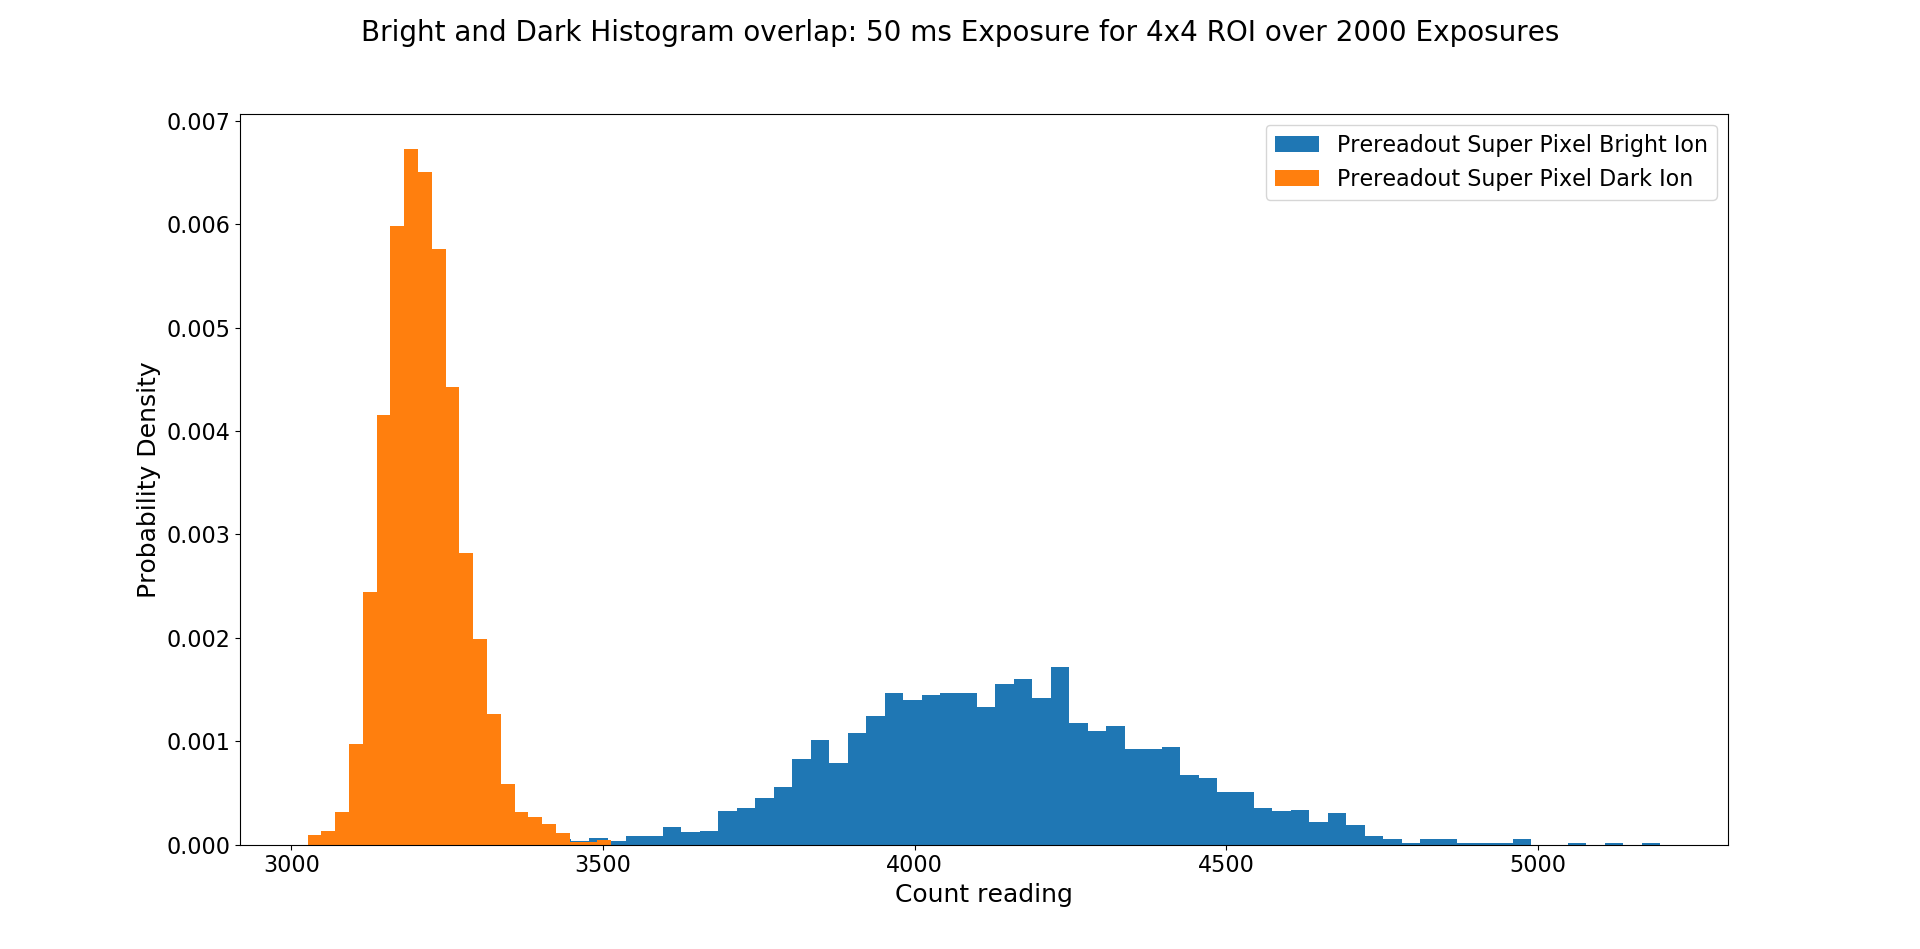 Bright and Dark Histogram overlap: 50 ms Exposure for 4x4 ROI over 2000 Exposures
Prereadout Super Pixel Bright Ion
Prereadout Super Pixel Dark Ion
Probability Density
0.007
0.006
0.005
0.004
0.003
0.002
0.001
0.000
3000 3500 4000 4500 5000
Count reading